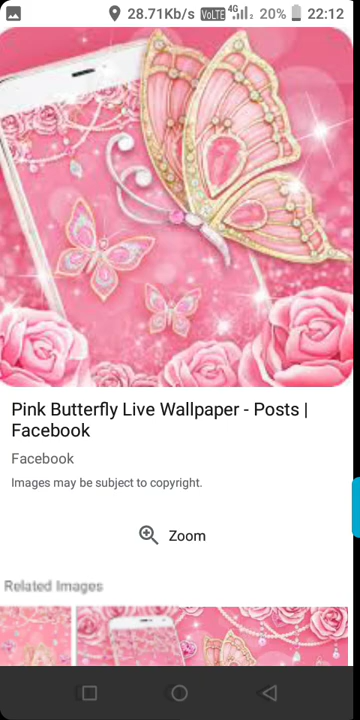 28.71Kb/s VoLTE 4G 20% 22:12
Pink Butterfly Live Wallpaper - Posts |
Facebook
Facebook
Images may be subject to copyright.
Zoom
Related Images